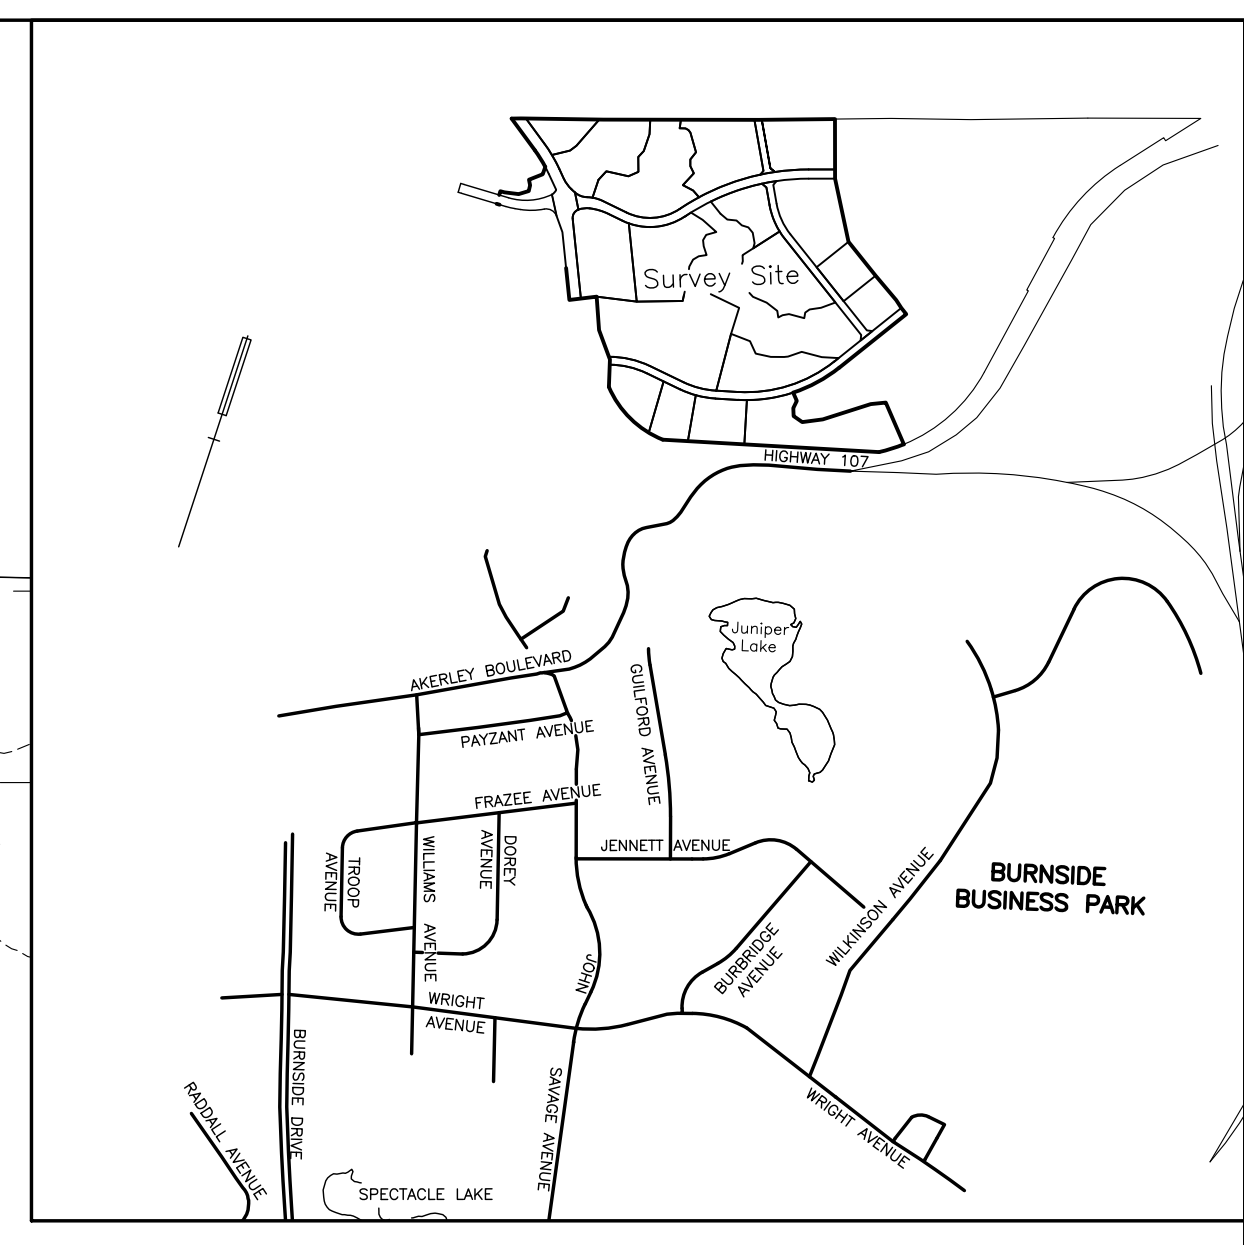 Survey Site
HIGHWAY 107
Juniper
Lake
AKERLEY BOULEVARD
GUILFORD AVENUE
PAYZANT AVENUE
FRAZEE AVENUE
JENNETT AVENUE
TROOP
AVENUE
WILLIAMS AVENUE
DOREY
AVENUE
WILKINSON AVENUE
BURNSIDE
BUSINESS PARK
BURBRIDGE
AVENUE
JOHN
SAVAGE AVENUE
WRIGHT
AVENUE
BURNSIDE DRIVE
RADDALL AVENUE
WRIGHT AVENUE
SPECTACLE LAKE